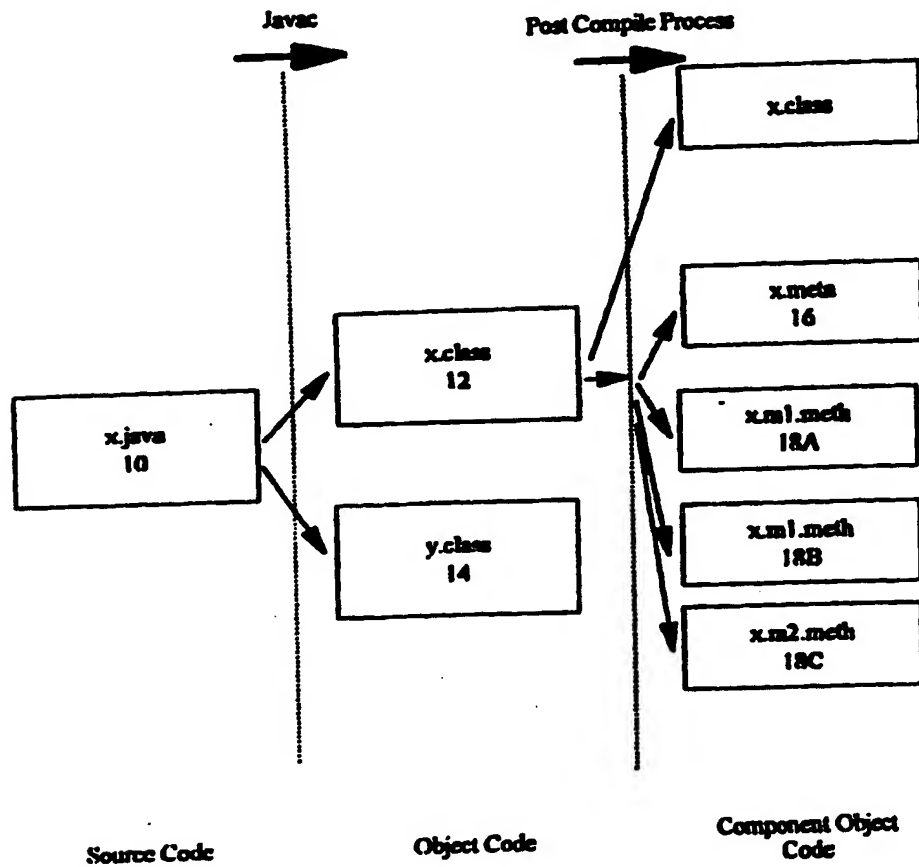 Javac
Post Compile Process
x.class
x.meta
16
x.class
12
x.java
10
x.m1.meth
18A
x.m1.meth
18B
y.class
14
x.m2.meth
18C
Source Code
Object Code
Component Object
Code